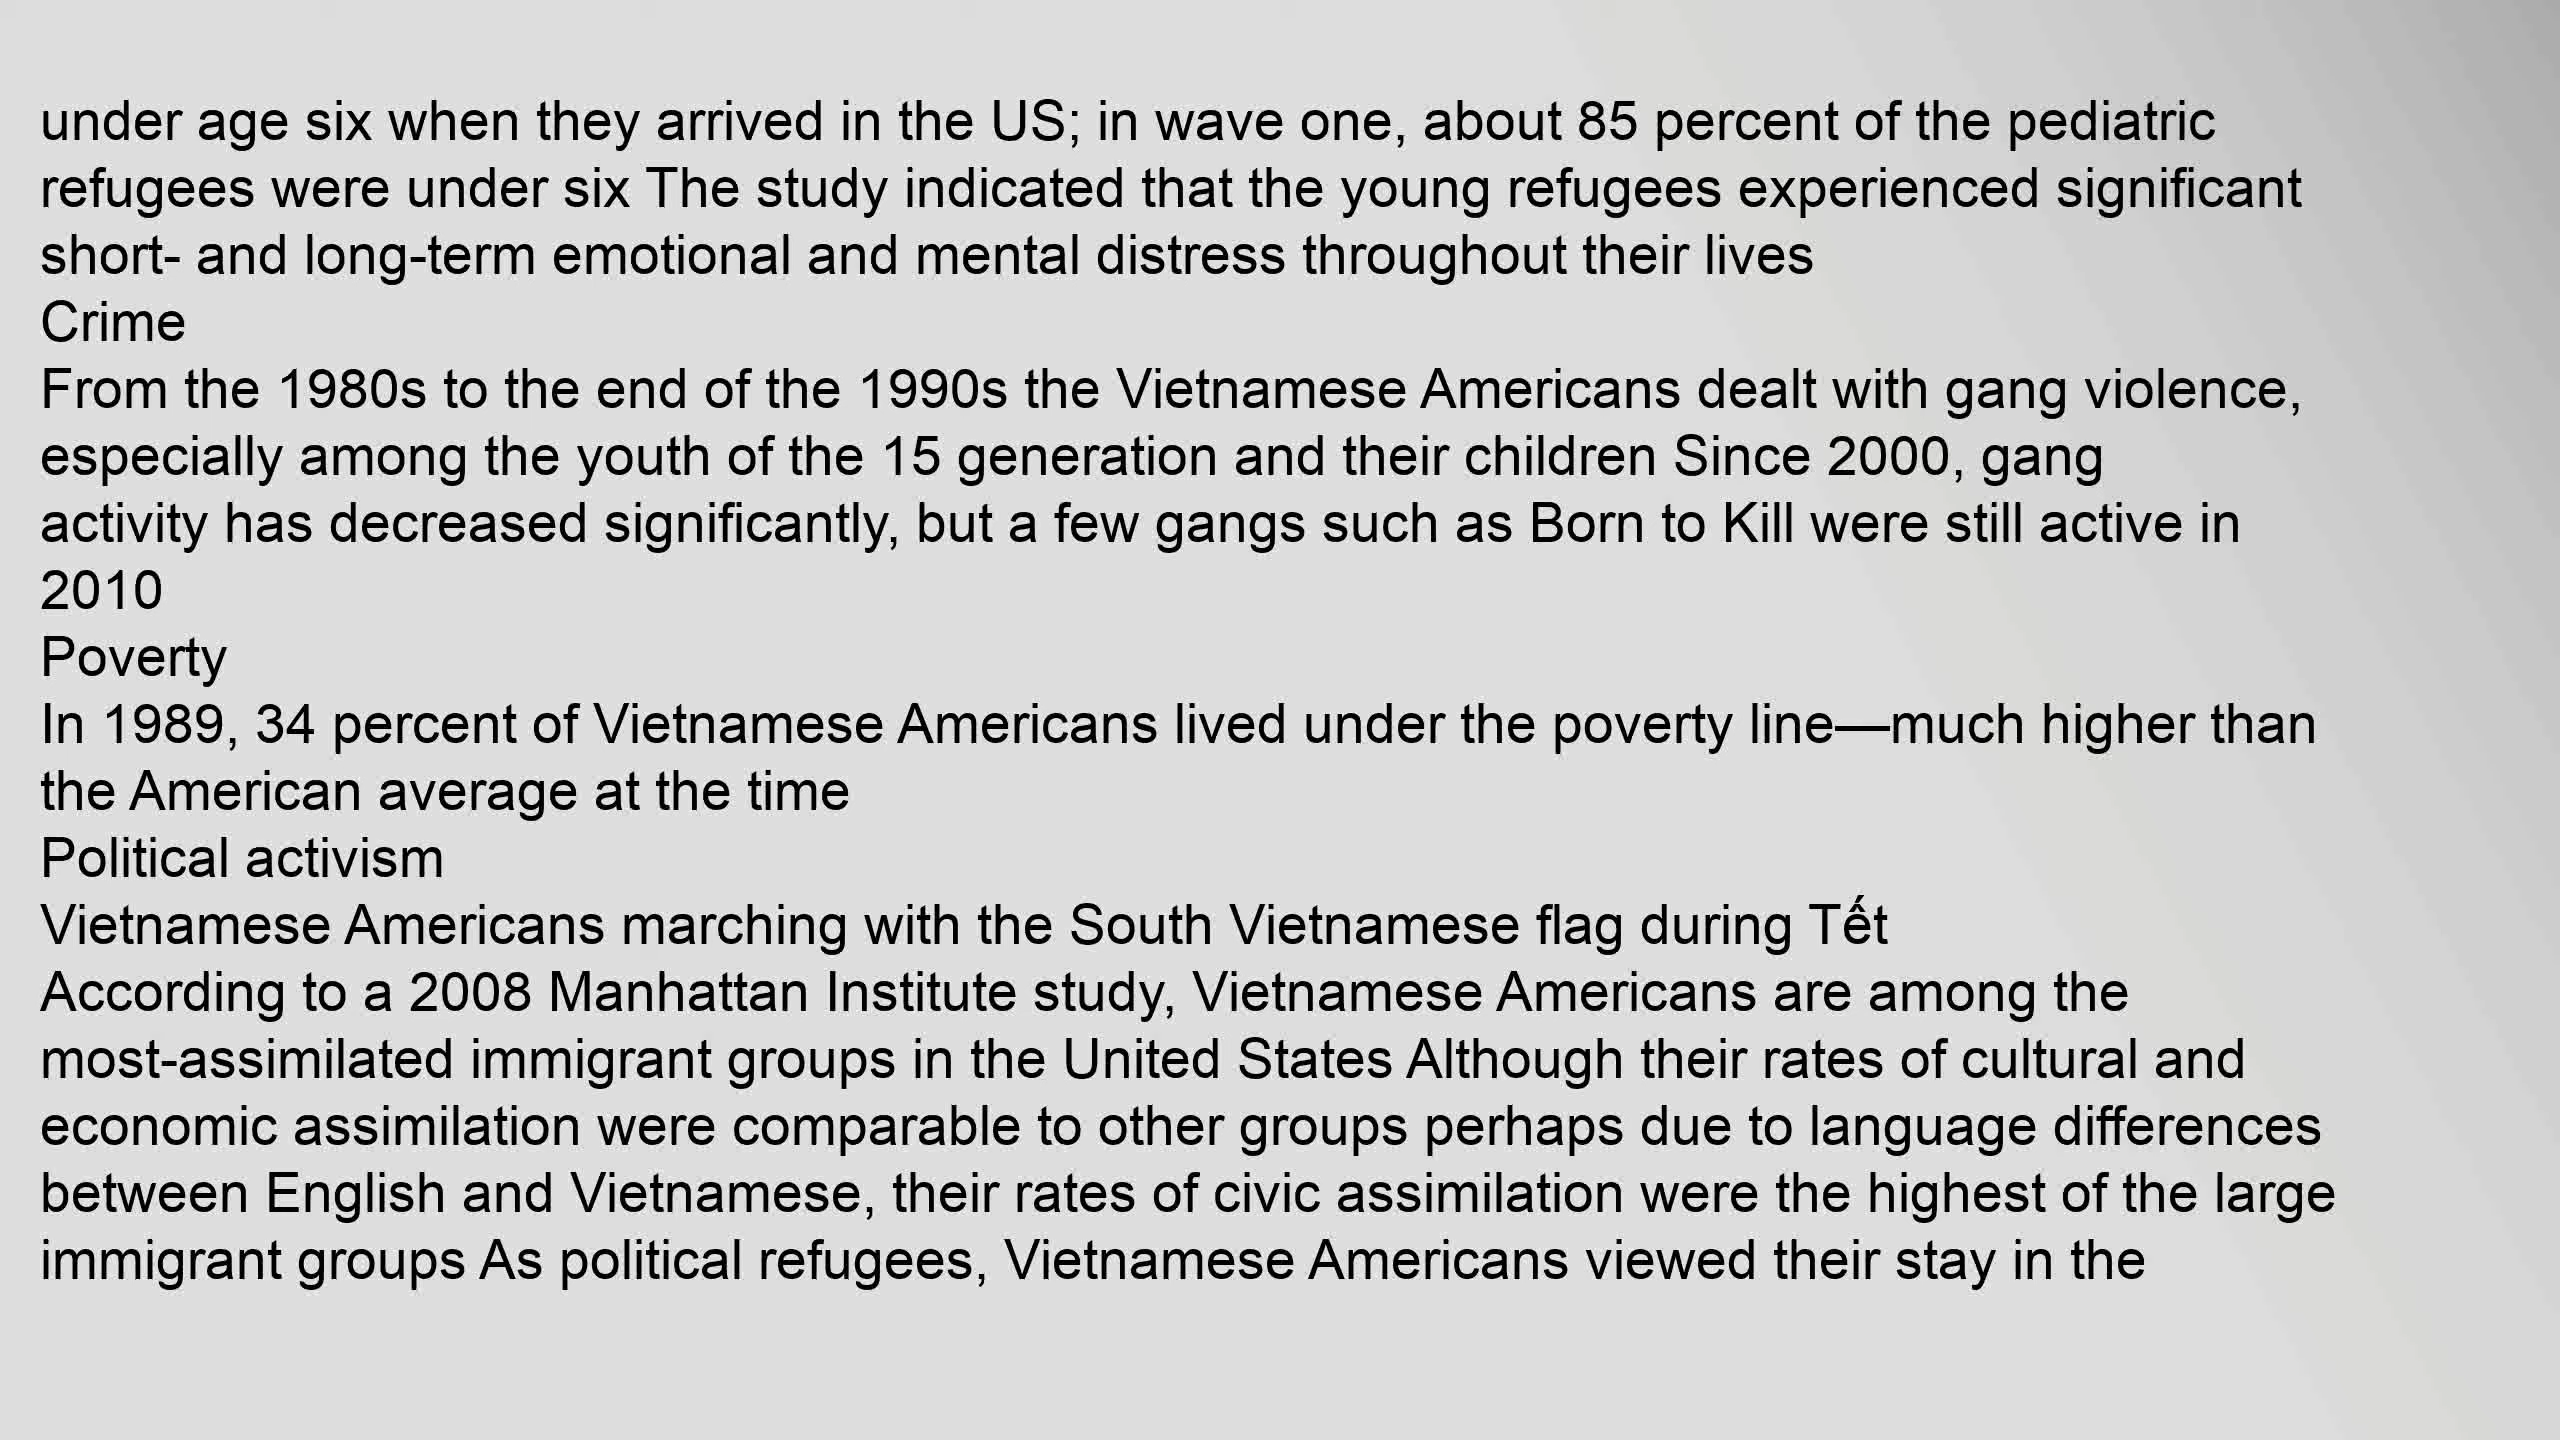 under age six when they arrived in the US; in wave one, about 85 percent of the pediatric
refugees were under six The study indicated that the young refugees experienced significant
short- and long-term emotional and mental distress throughout their lives
Crime
From the 1980s to the end of the 1990s the Vietnamese Americans dealt with gang violence,
especially among the youth of the 15 generation and their children Since 2000, gang
activity has decreased significantly, but a few gangs such as Born to Kill were still active in
2010
Poverty
In 1989, 34 percent of Vietnamese Americans lived under the poverty line—much higher than
the American average at the time
Political activism
Vietnamese Americans marching with the South Vietnamese flag during Tết
According to a 2008 Manhattan Institute study, Vietnamese Americans are among the
most-assimilated immigrant groups in the United States Although their rates of cultural and
economic assimilation were comparable to other groups perhaps due to language differences
between English and Vietnamese, their rates of civic assimilation were the highest of the large
immigrant groups As political refugees, Vietnamese Americans viewed their stay in the